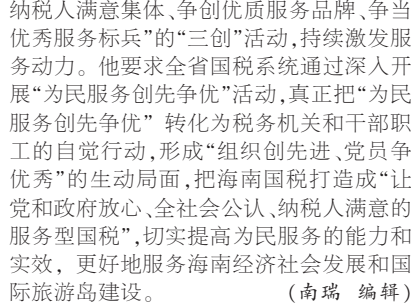 纳税人满意集体、争创优质服务品牌、争当
优秀服务标兵”的“三创”活动,持续激发服
务动力。他要求全省国税系统通过深入开
展“为民服务创先争优”活动,真正把“为民
服务创先争优” 转化为税务机关和干部职
工的自觉行动,形成“组织创先进、党员争
优秀”的生动局面,把海南国税打造成“让
党和政府放心、全社会公认、纳税人满意的
服务型国税”,切实提高为民服务的能力和
实效, 更好地服务海南经济社会发展和国
际旅游岛建设。 (南瑞 编辑)